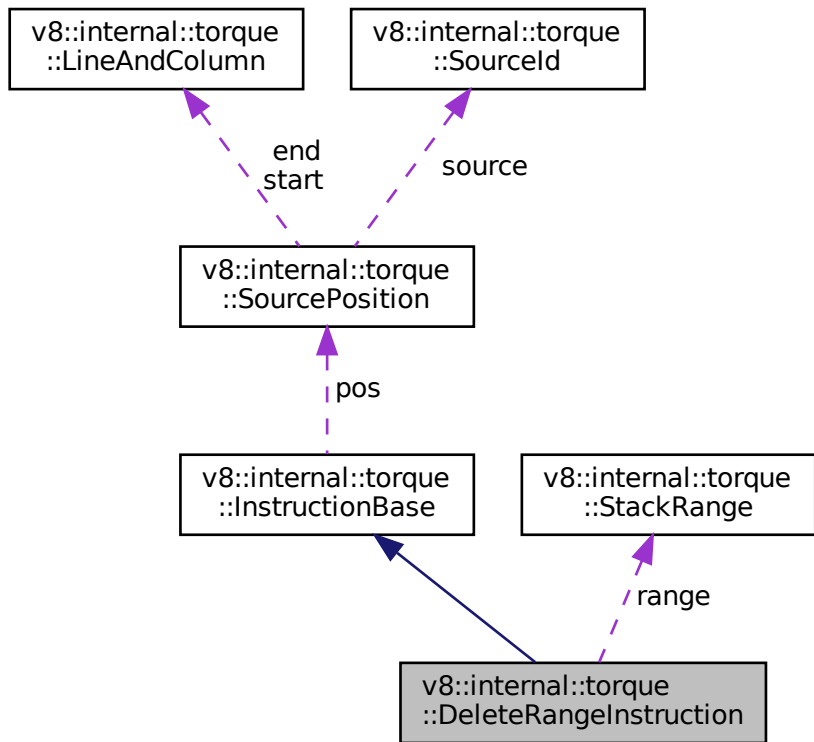 v8::internal::torque
::LineAndColumn
v8::internal::torque
::SourceId
end
start
source
v8::internal::torque
::SourcePosition
pos
v8::internal::torque
::InstructionBase
v8::internal::torque
::StackRange
range
v8::internal::torque
::DeleteRangeInstruction